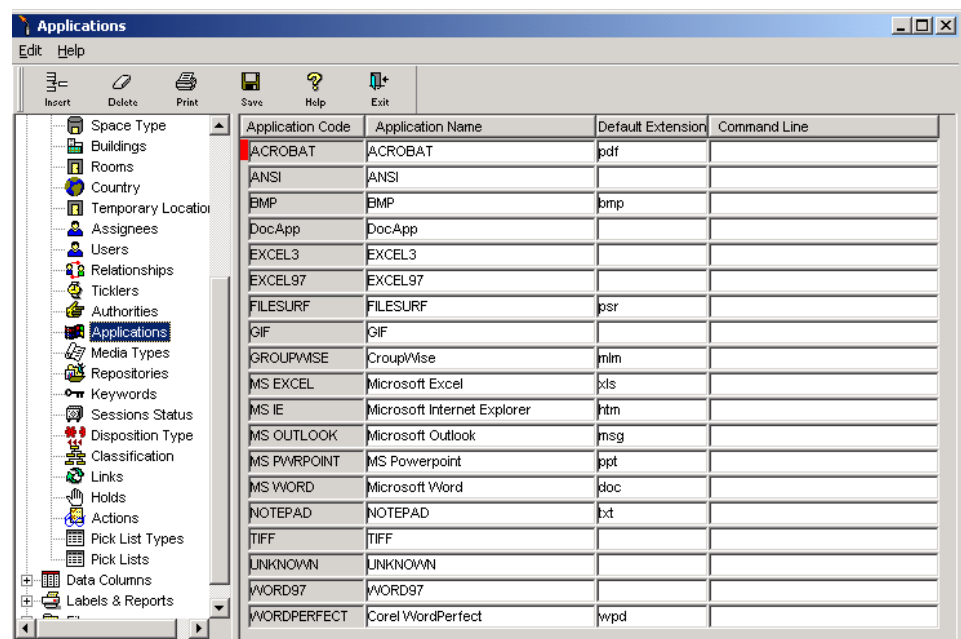 Applications
Edit Help
Insert Delete Print Save Help Exit
Space Type
Buildings
Rooms
Country
Temporary Location
Assignees
Users
Relationships
Ticklers
Authorities
Applications
Media Types
Repositories
Keywords
Sessions Status
Disposition Type
Classification
Links
Holds
Actions
Pick List Types
Pick Lists
Data Columns
Labels & Reports
Application Code Application Name Default Extension Command Line
ACROBAT ACROBAT pdf
ANSI ANSI
BMP BMP bmp
DocApp DocApp
EXCEL3 EXCEL3
EXCEL97 EXCEL97
FILESURF FILESURF psr
GIF GIF
GROUPWISE CroupWise mlm
MS EXCEL Microsoft Excel xls
MS IE Microsoft Internet Explorer htm
MS OUTLOOK Microsoft Outlook msg
MS PWRPOINT MS Powerpoint ppt
MS WORD Microsoft Word doc
NOTEPAD NOTEPAD txt
TIFF TIFF
UNKNOWN UNKNOWN
WORD97 WORD97
WORDPERFECT Corel WordPerfect wpd